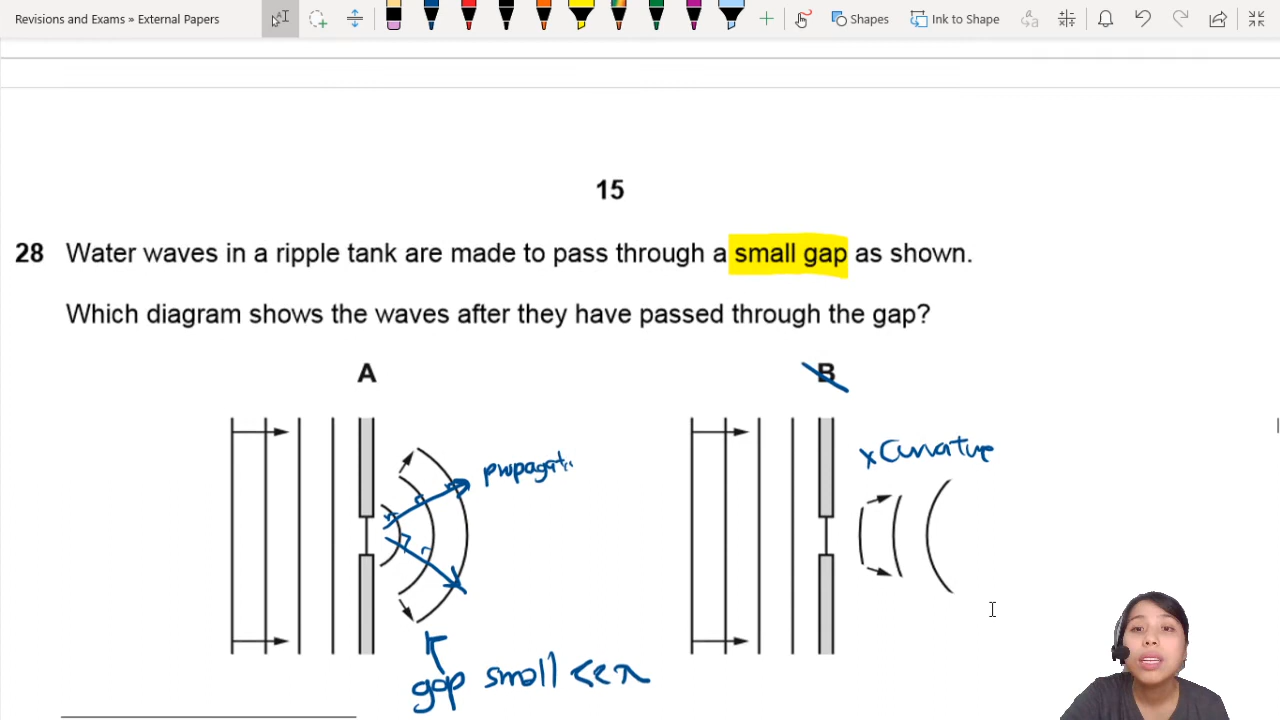 Revisions and Exams » External Papers
Shapes
Ink to Shape
15
28 Water waves in a ripple tank are made to pass through a small gap as shown.
Which diagram shows the waves after they have passed through the gap?
A
B
x Curvature
gap small